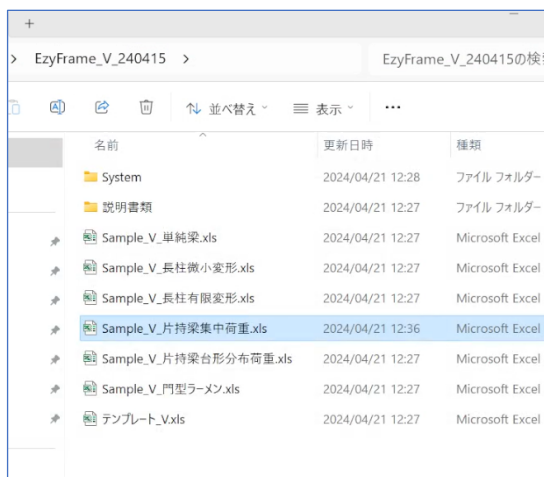 EzyFrame_V_240415
EzyFrame_V_240415の検
並べ替え 表示 ...
名前 更新日時 種類
System 2024/04/21 12:28 ファイル フォルダー
説明書類 2024/04/21 12:27 ファイル フォルダー
Sample_V_単純梁.xls 2024/04/21 12:27 Microsoft Excel
Sample_V_長柱微小変形.xls 2024/04/21 12:27 Microsoft Excel
Sample_V_長柱有限変形.xls 2024/04/21 12:27 Microsoft Excel
Sample_V_片持梁集中荷重.xls 2024/04/21 12:36 Microsoft Excel
Sample_V_片持梁台形分布荷重.xls 2024/04/21 12:27 Microsoft Excel
Sample_V_門型ラーメン.xls 2024/04/21 12:27 Microsoft Excel
テンプレート_V.xls 2024/04/21 12:27 Microsoft Excel